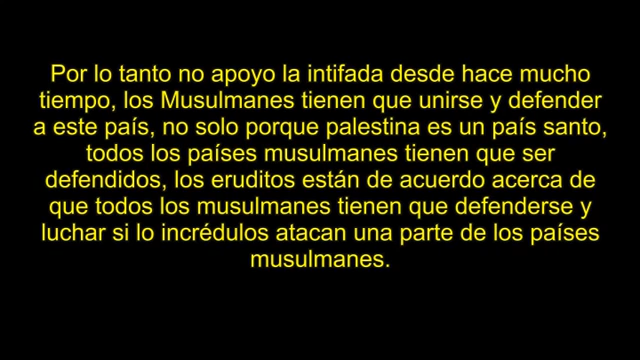 Por lo tanto no apoyo la intifada desde hace mucho
tiempo, los Musulmanes tienen que unirse y defender
a este país, no solo porque palestina es un país santo,
todos los países musulmanes tienen que ser
defendidos, los eruditos están de acuerdo acerca de
que todos los musulmanes tienen que defenderse y
luchar si lo incrédulos atacan una parte de los países
musulmanes.